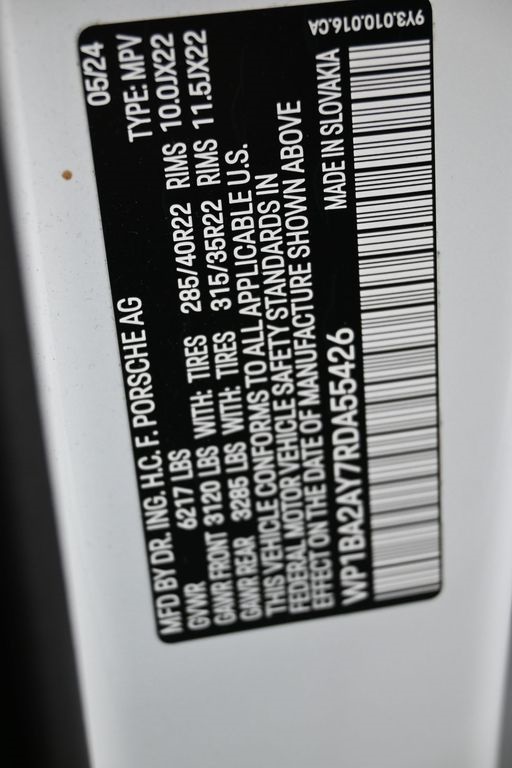 MFD BY DR. ING. H.C. F. PORSCHE AG 05/24
GVWR 6217 LBS TYPE: MPV
GAWR FRONT 3120 LBS WITH: TIRES 285/40R22 RIMS 10.0JX22
GAWR REAR 3285 LBS WITH: TIRES 315/35R22 RIMS 11.5JX22
THIS VEHICLE CONFORMS TO ALL APPLICABLE U.S.
FEDERAL MOTOR VEHICLE SAFETY STANDARDS IN
EFFECT ON THE DATE OF MANUFACTURE SHOWN ABOVE
WP1BA2AY7RDA55426 MADE IN SLOVAKIA
9Y3.010.016.CA